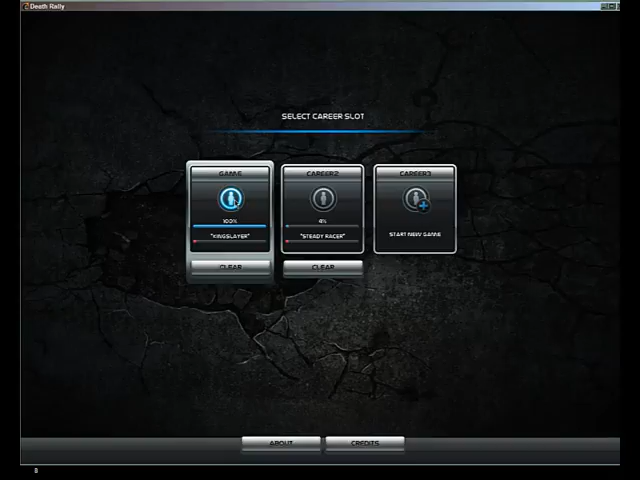 Death Rally
SELECT CAREER SLOT
GAME
CAREER2
CAREER3
100%
4%
"KINGSLAYER"
"STEADY RACER"
START NEW GAME
CLEAR
CLEAR
ABOUT
CREDITS